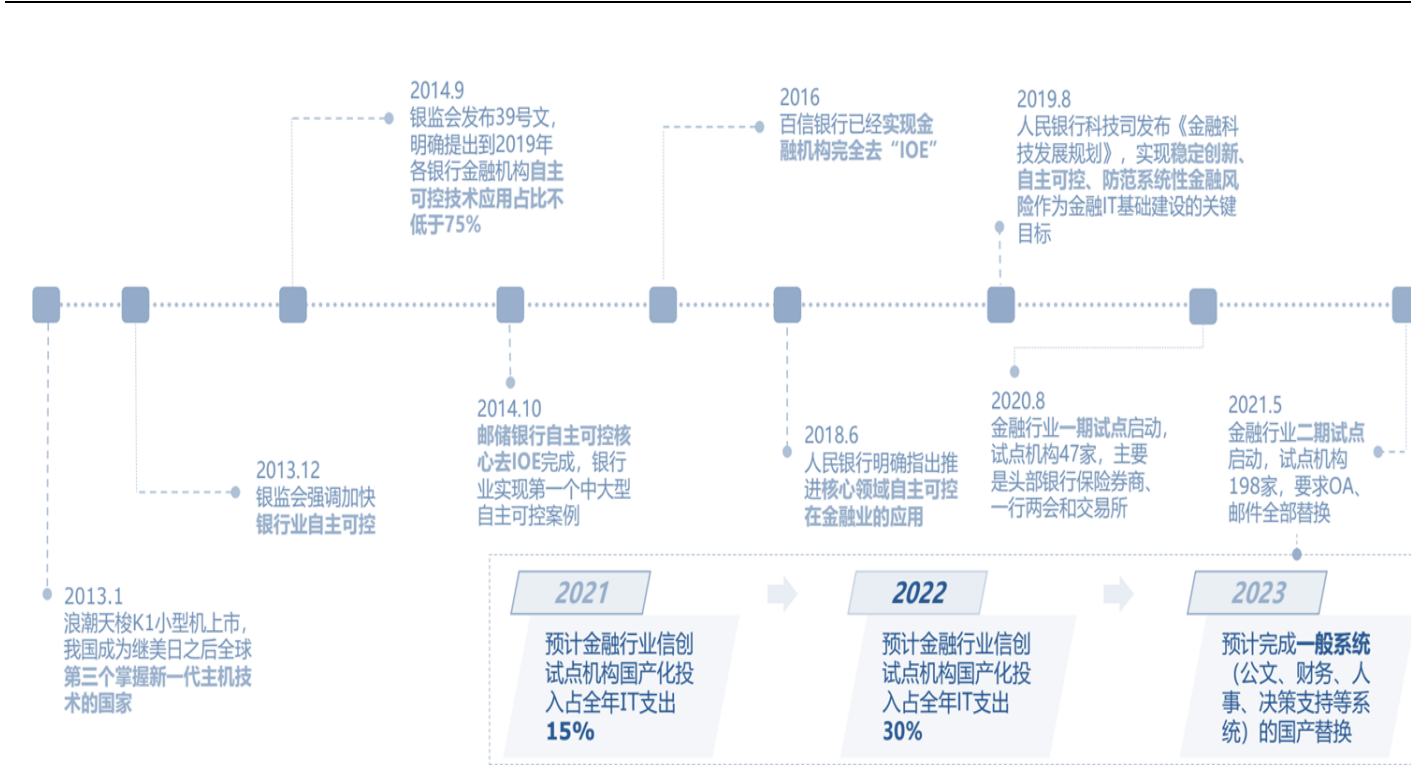 2014.9
银监会发布39号文,
明确提出到2019年
各银行金融机构自主
可控技术应用占比不
低于75%
2016
百信银行已经实现金
融机构完全去“IOE”
2019.8
人民银行科技司发布《金融科
技发展规划》,实现稳定创新、
自主可控、防范系统性金融风
险作为金融IT基础建设的关键
目标
2013.1
浪潮天梭K1小型机上市,
我国成为继美日之后全球
第三个掌握新一代主机技
术的国家
2013.12
银监会强调加快
银行业自主可控
2014.10
邮储银行自主可控核
心去IOE完成,银行
业实现第一个中大型
自主可控案例
2018.6
人民银行明确指出推
进核心领域自主可控
在金融业的应用
2020.8
金融行业一期试点启动,
试点机构47家,主要
是头部银行保险券商、
一行两会和交易所
2021.5
金融行业二期试点
启动,试点机构
198家,要求OA、
邮件全部替换
2021
预计金融行业信创
试点机构国产化投
入占全年IT支出
15%
2022
预计金融行业信创
试点机构国产化投
入占全年IT支出
30%
2023
预计完成一般系统
(公文、财务、人
事、决策支持等系
统)的国产替换